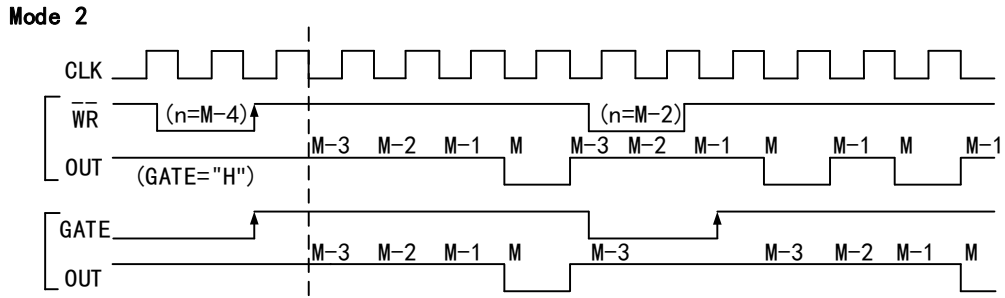 Mode 2
CLK
WR (n=M-4) (n=M-2)
M-3 M-2 M-1 M M-3 M-2 M-1 M M-1 M M-1
OUT (GATE="H")
GATE
M-3 M-2 M-1 M M-3 M-3 M-2 M-1 M
OUT